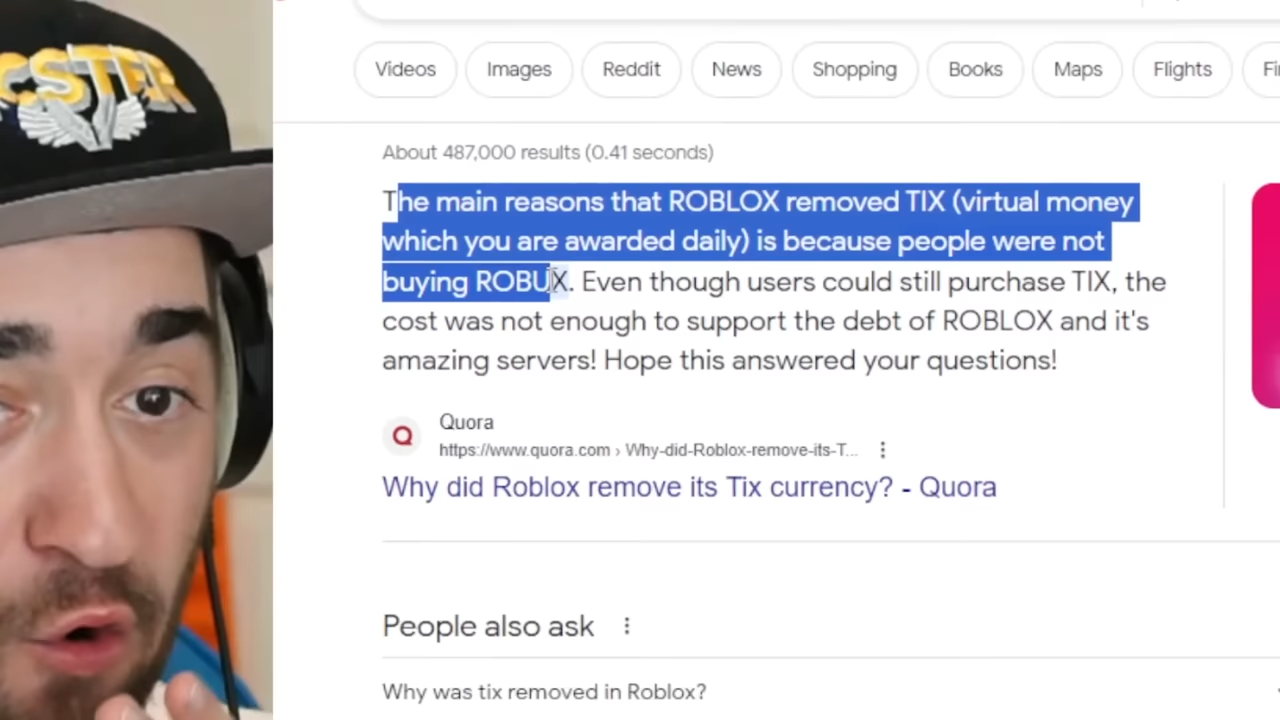 CSTER
Videos
Images
Reddit
News
Shopping
Books
Maps
Flights
About 487,000 results (0.41 seconds)
The main reasons that ROBLOX removed TIX (virtual money
which you are awarded daily) is because people were not
buying ROBUX. Even though users could still purchase TIX, the
cost was not enough to support the debt of ROBLOX and it's
amazing servers! Hope this answered your questions!
Q
Quora
https://www.quora.com › Why-did-Roblox-remove-its-T...
Why did Roblox remove its Tix currency? - Quora
People also ask
Why was tix removed in Roblox?